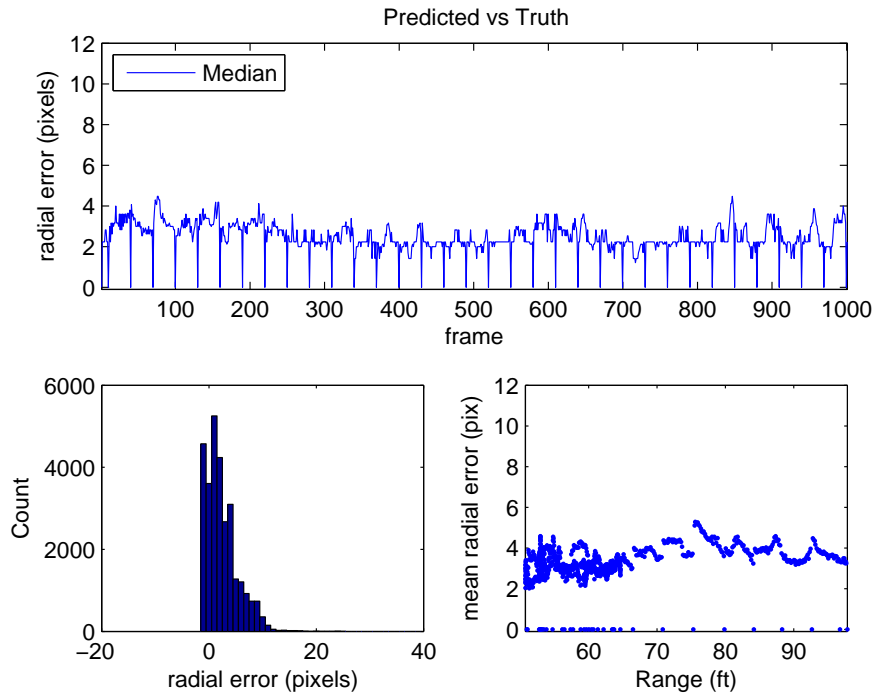 Predicted vs Truth
12
10
8
6
4
2
0
radial error (pixels)
Median
100 200 300 400 500 600 700 800 900 1000
frame
6000
4000
2000
0
Count
−20 0 20 40
radial error (pixels)
12
10
8
6
4
2
0
mean radial error (pix)
60 70 80 90
Range (ft)